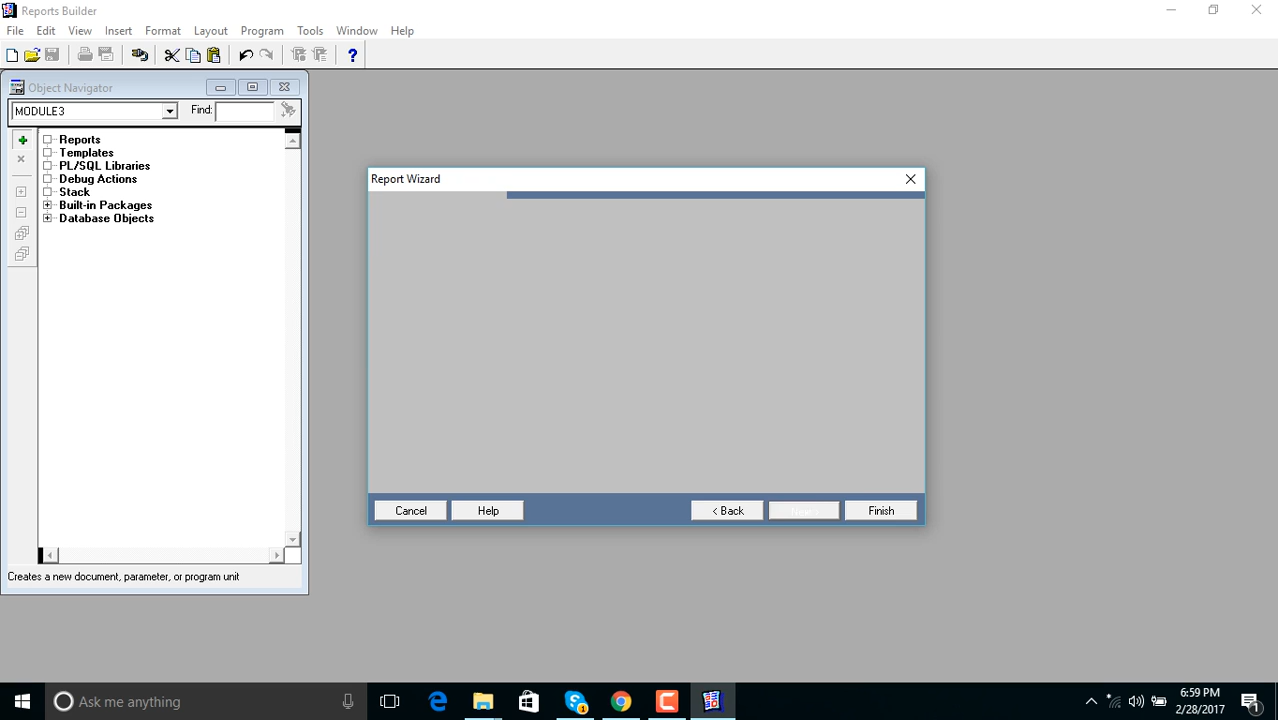 Reports Builder
File Edit View Insert Format Layout Program Tools Window Help
Object Navigator
MODULE3
Find:
Reports
Templates
PL/SQL Libraries
Debug Actions
Stack
Built-in Packages
Database Objects
Creates a new document, parameter, or program unit
Report Wizard
Cancel Help < Back Finish
Ask me anything
6:59 PM
2/28/2017